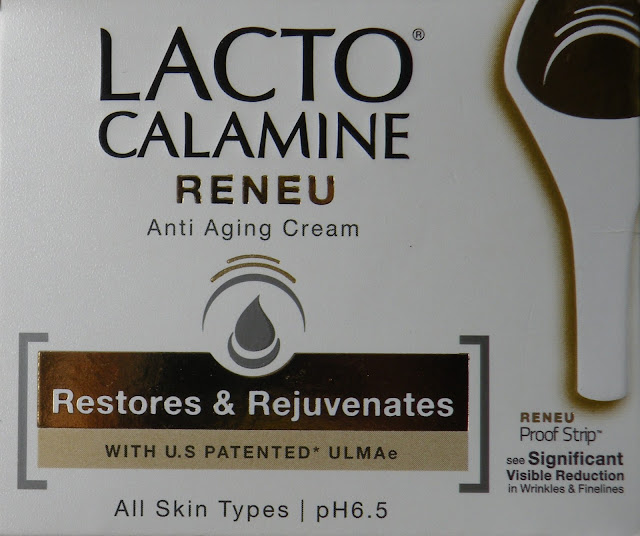 LACTO®
CALAMINE
RENEU
Anti Aging Cream
Restores & Rejuvenates
WITH U.S PATENTED* ULMAe
All Skin Types | pH6.5
RENEU
Proof Strip™
see Significant
Visible Reduction
in Wrinkles & Finelines